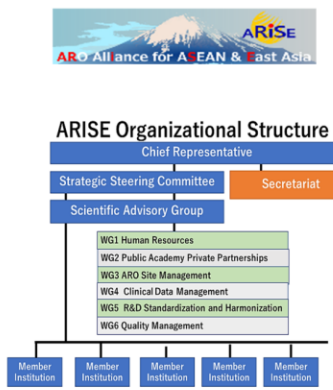 ARiSE
ARO Alliance for ASEAN & East Asia
ARISE Organizational Structure
Chief Representative
Strategic Steering Committee
Secretariat
Scientific Advisory Group
WG1 Human Resources
WG2 Public Academy Private Partnerships
WG3 ARO Site Management
WG4 Clinical Data Management
WG5 R&D Standardization and Harmonization
WG6 Quality Management
Member Institution
Member Institution
Member Institution
Member Institution
Member Institution